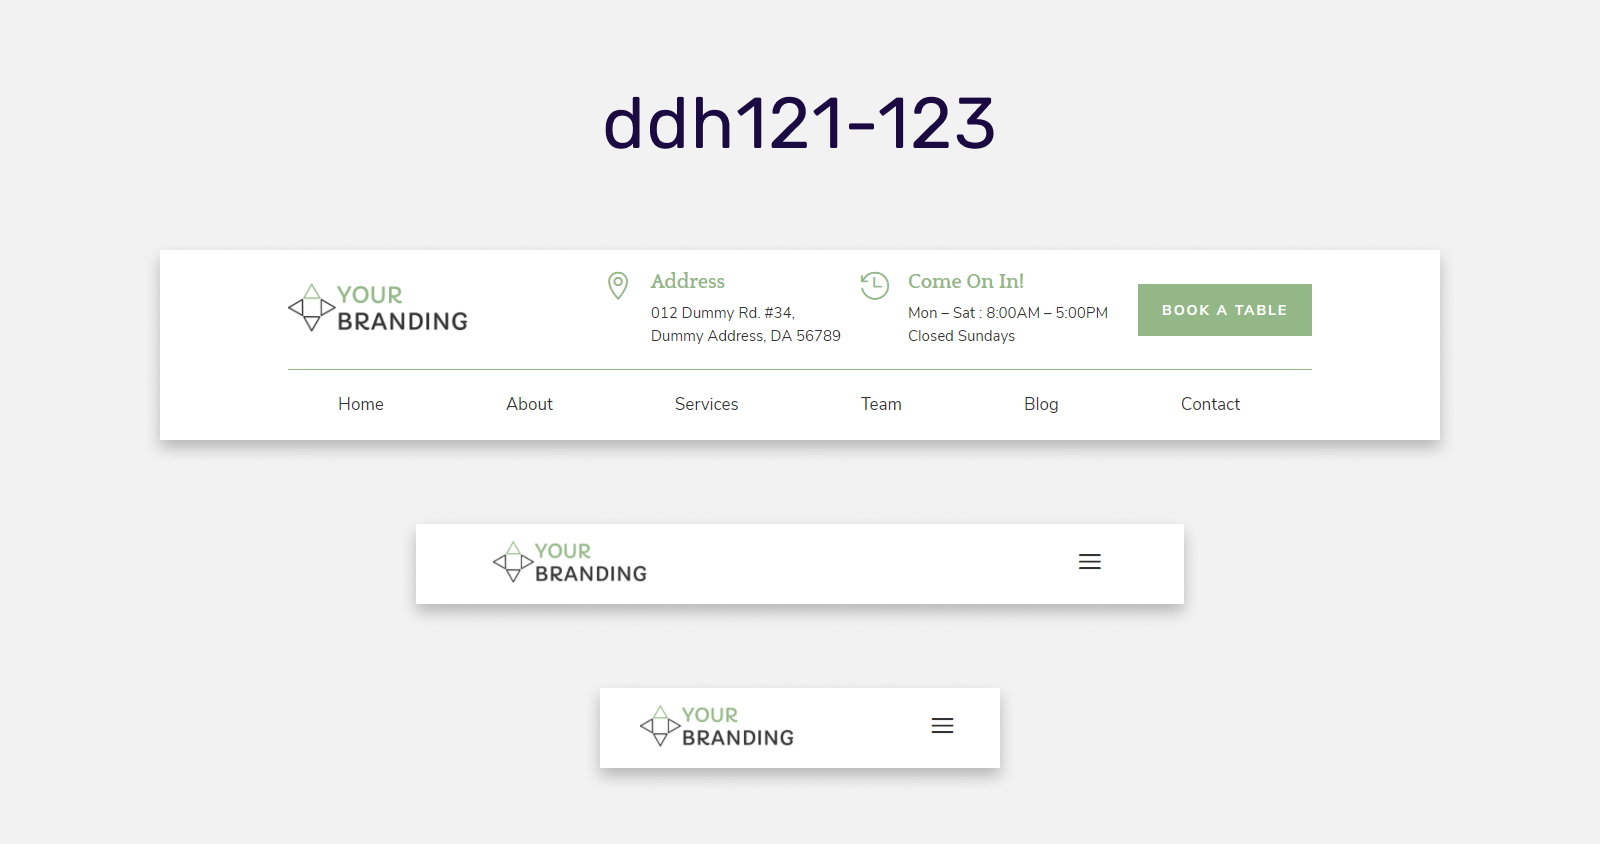 ddh121-123
YOUR
BRANDING
Address
012 Dummy Rd. #34,
Dummy Address, DA 56789
Come On In!
Mon – Sat : 8:00AM – 5:00PM
Closed Sundays
BOOK A TABLE
Home About Services Team Blog Contact
YOUR
BRANDING
YOUR
BRANDING